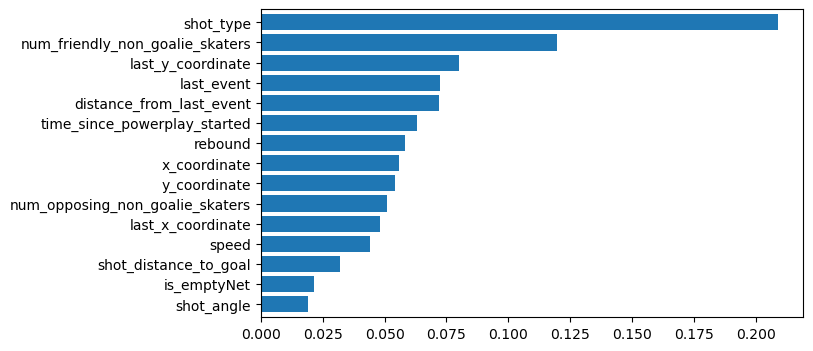 shot_type
num_friendly_non_goalie_skaters
last_y_coordinate
last_event
distance_from_last_event
time_since_powerplay_started
rebound
x_coordinate
y_coordinate
num_opposing_non_goalie_skaters
last_x_coordinate
speed
shot_distance_to_goal
is_emptyNet
shot_angle
0.000 0.025 0.050 0.075 0.100 0.125 0.150 0.175 0.200